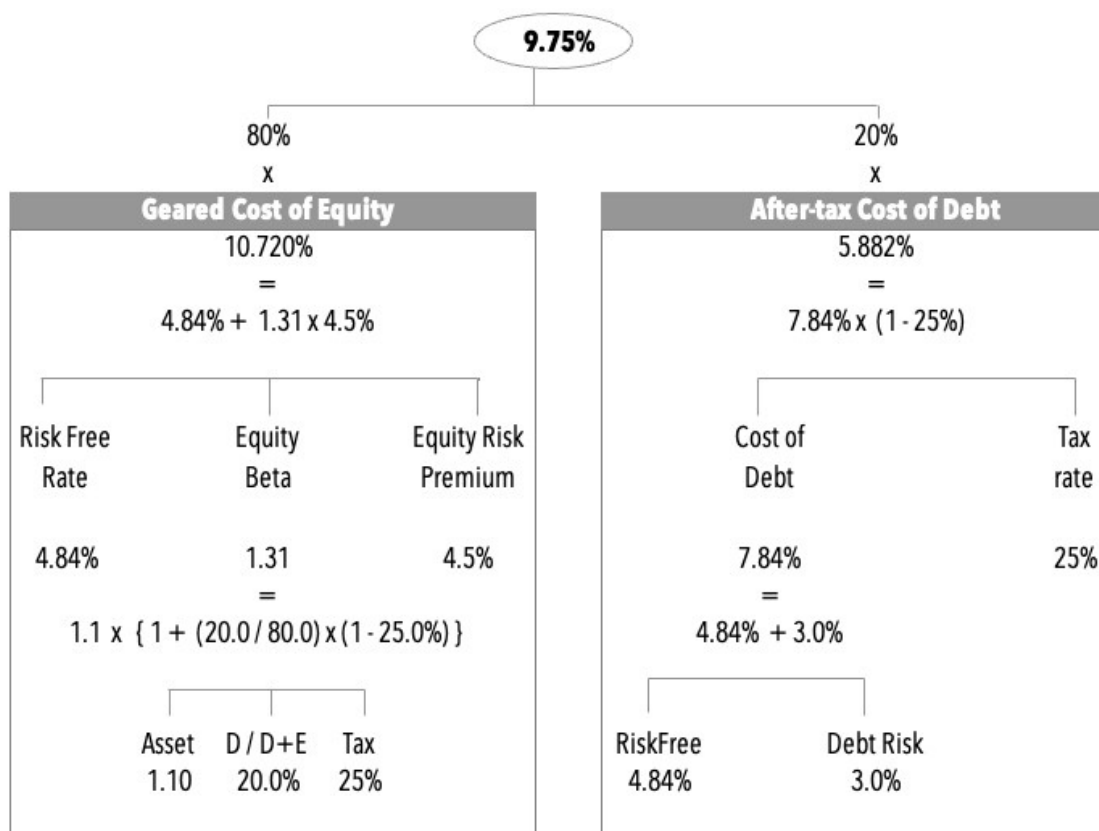 9.75%
80%
x
Geared Cost of Equity
10.720%
=
4.84% + 1.31 x 4.5%
Risk Free Rate
Equity Beta
Equity Risk Premium
4.84%
1.31
4.5%
=
1.1 x { 1 + (20.0 / 80.0) x (1 - 25.0%) }
Asset D / D+E Tax
1.10 20.0% 25%
20%
x
After-tax Cost of Debt
5.882%
=
7.84% x (1 - 25%)
Cost of Debt
Tax rate
7.84%
25%
=
4.84% + 3.0%
RiskFree Debt Risk
4.84% 3.0%